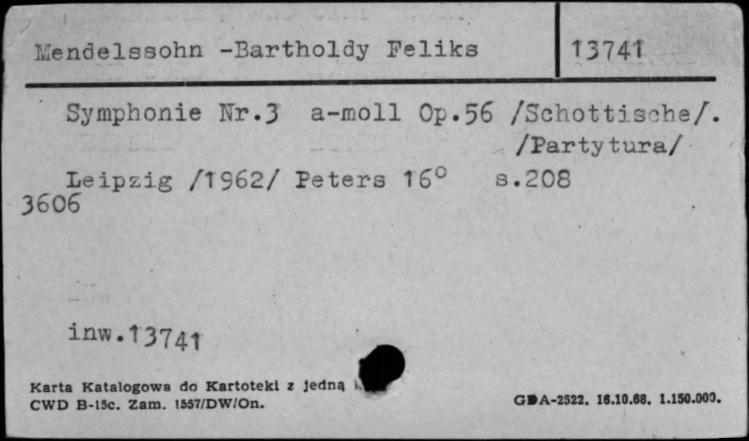 Mendelssohn -Bartholdy Feliks 13741
Symphonie Nr.3 a-moll Op.56 /Schottische/.
/Partytura/
Leipzig /1962/ Peters 16° s.208
3606
inw.13741
Karta Katalogowa do Kartoteki z jedną
CWD B-15c. Zam. 1557/DW/On.
GDA-2522. 16.10.68. 1.150.000.